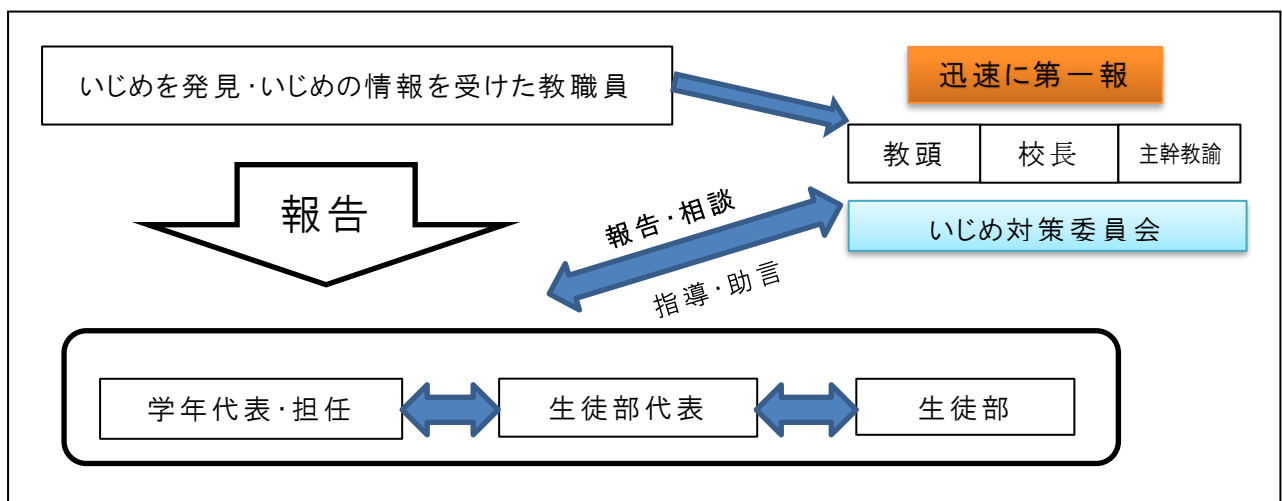 いじめを発見・いじめの情報を受けた教職員
迅速に第一報
教頭
校長
主幹教諭
いじめ対策委員会
報告
報告・相談
指導・助言
学年代表・担任
生徒部代表
生徒部